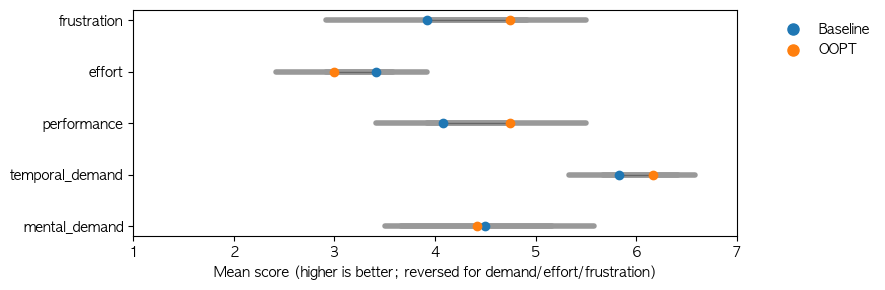 frustration
effort
performance
temporal_demand
mental_demand
1 2 3 4 5 6 7
Mean score (higher is better; reversed for demand/effort/frustration)
Baseline
OOPT